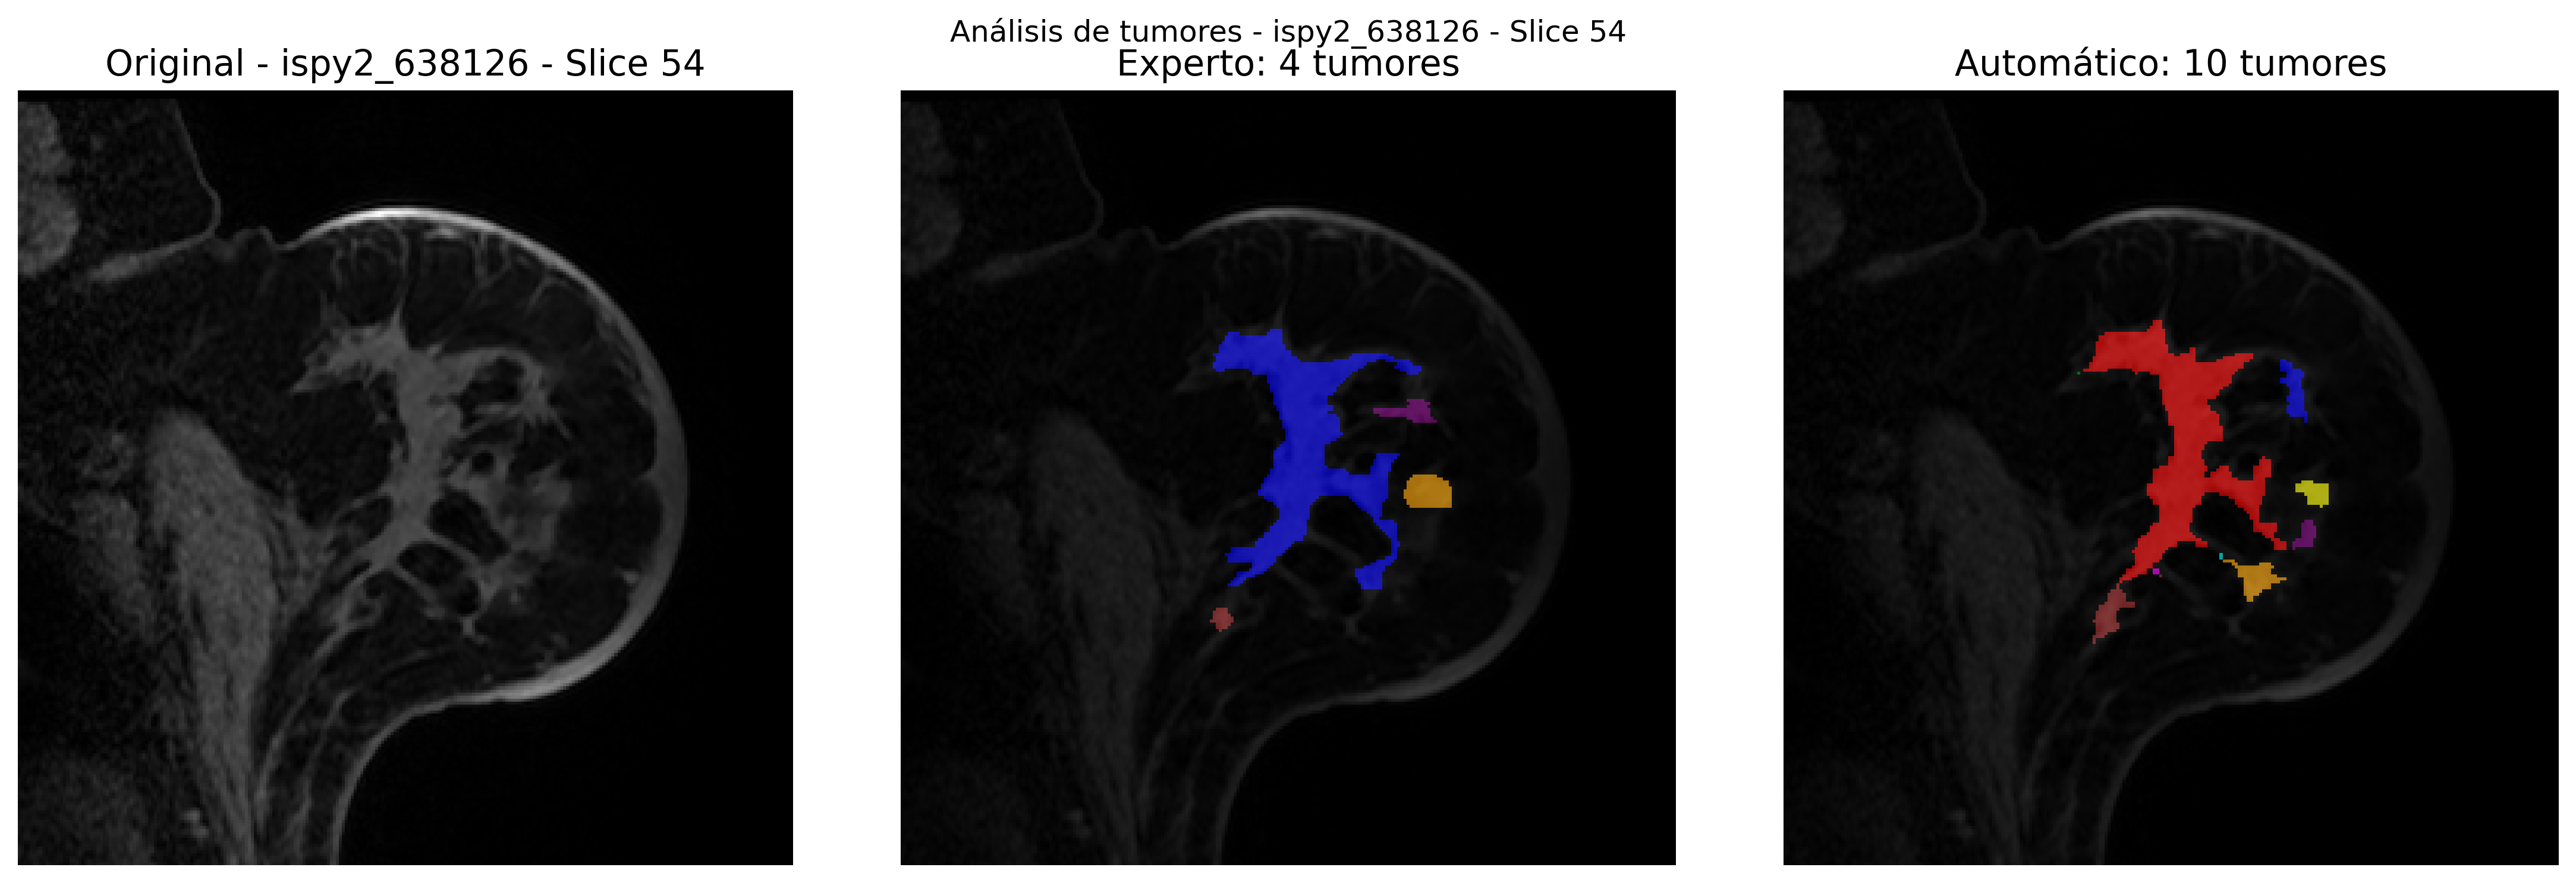 Análisis de tumores - ispy2_638126 - Slice 54
Original - ispy2_638126 - Slice 54
Experto: 4 tumores
Automático: 10 tumores